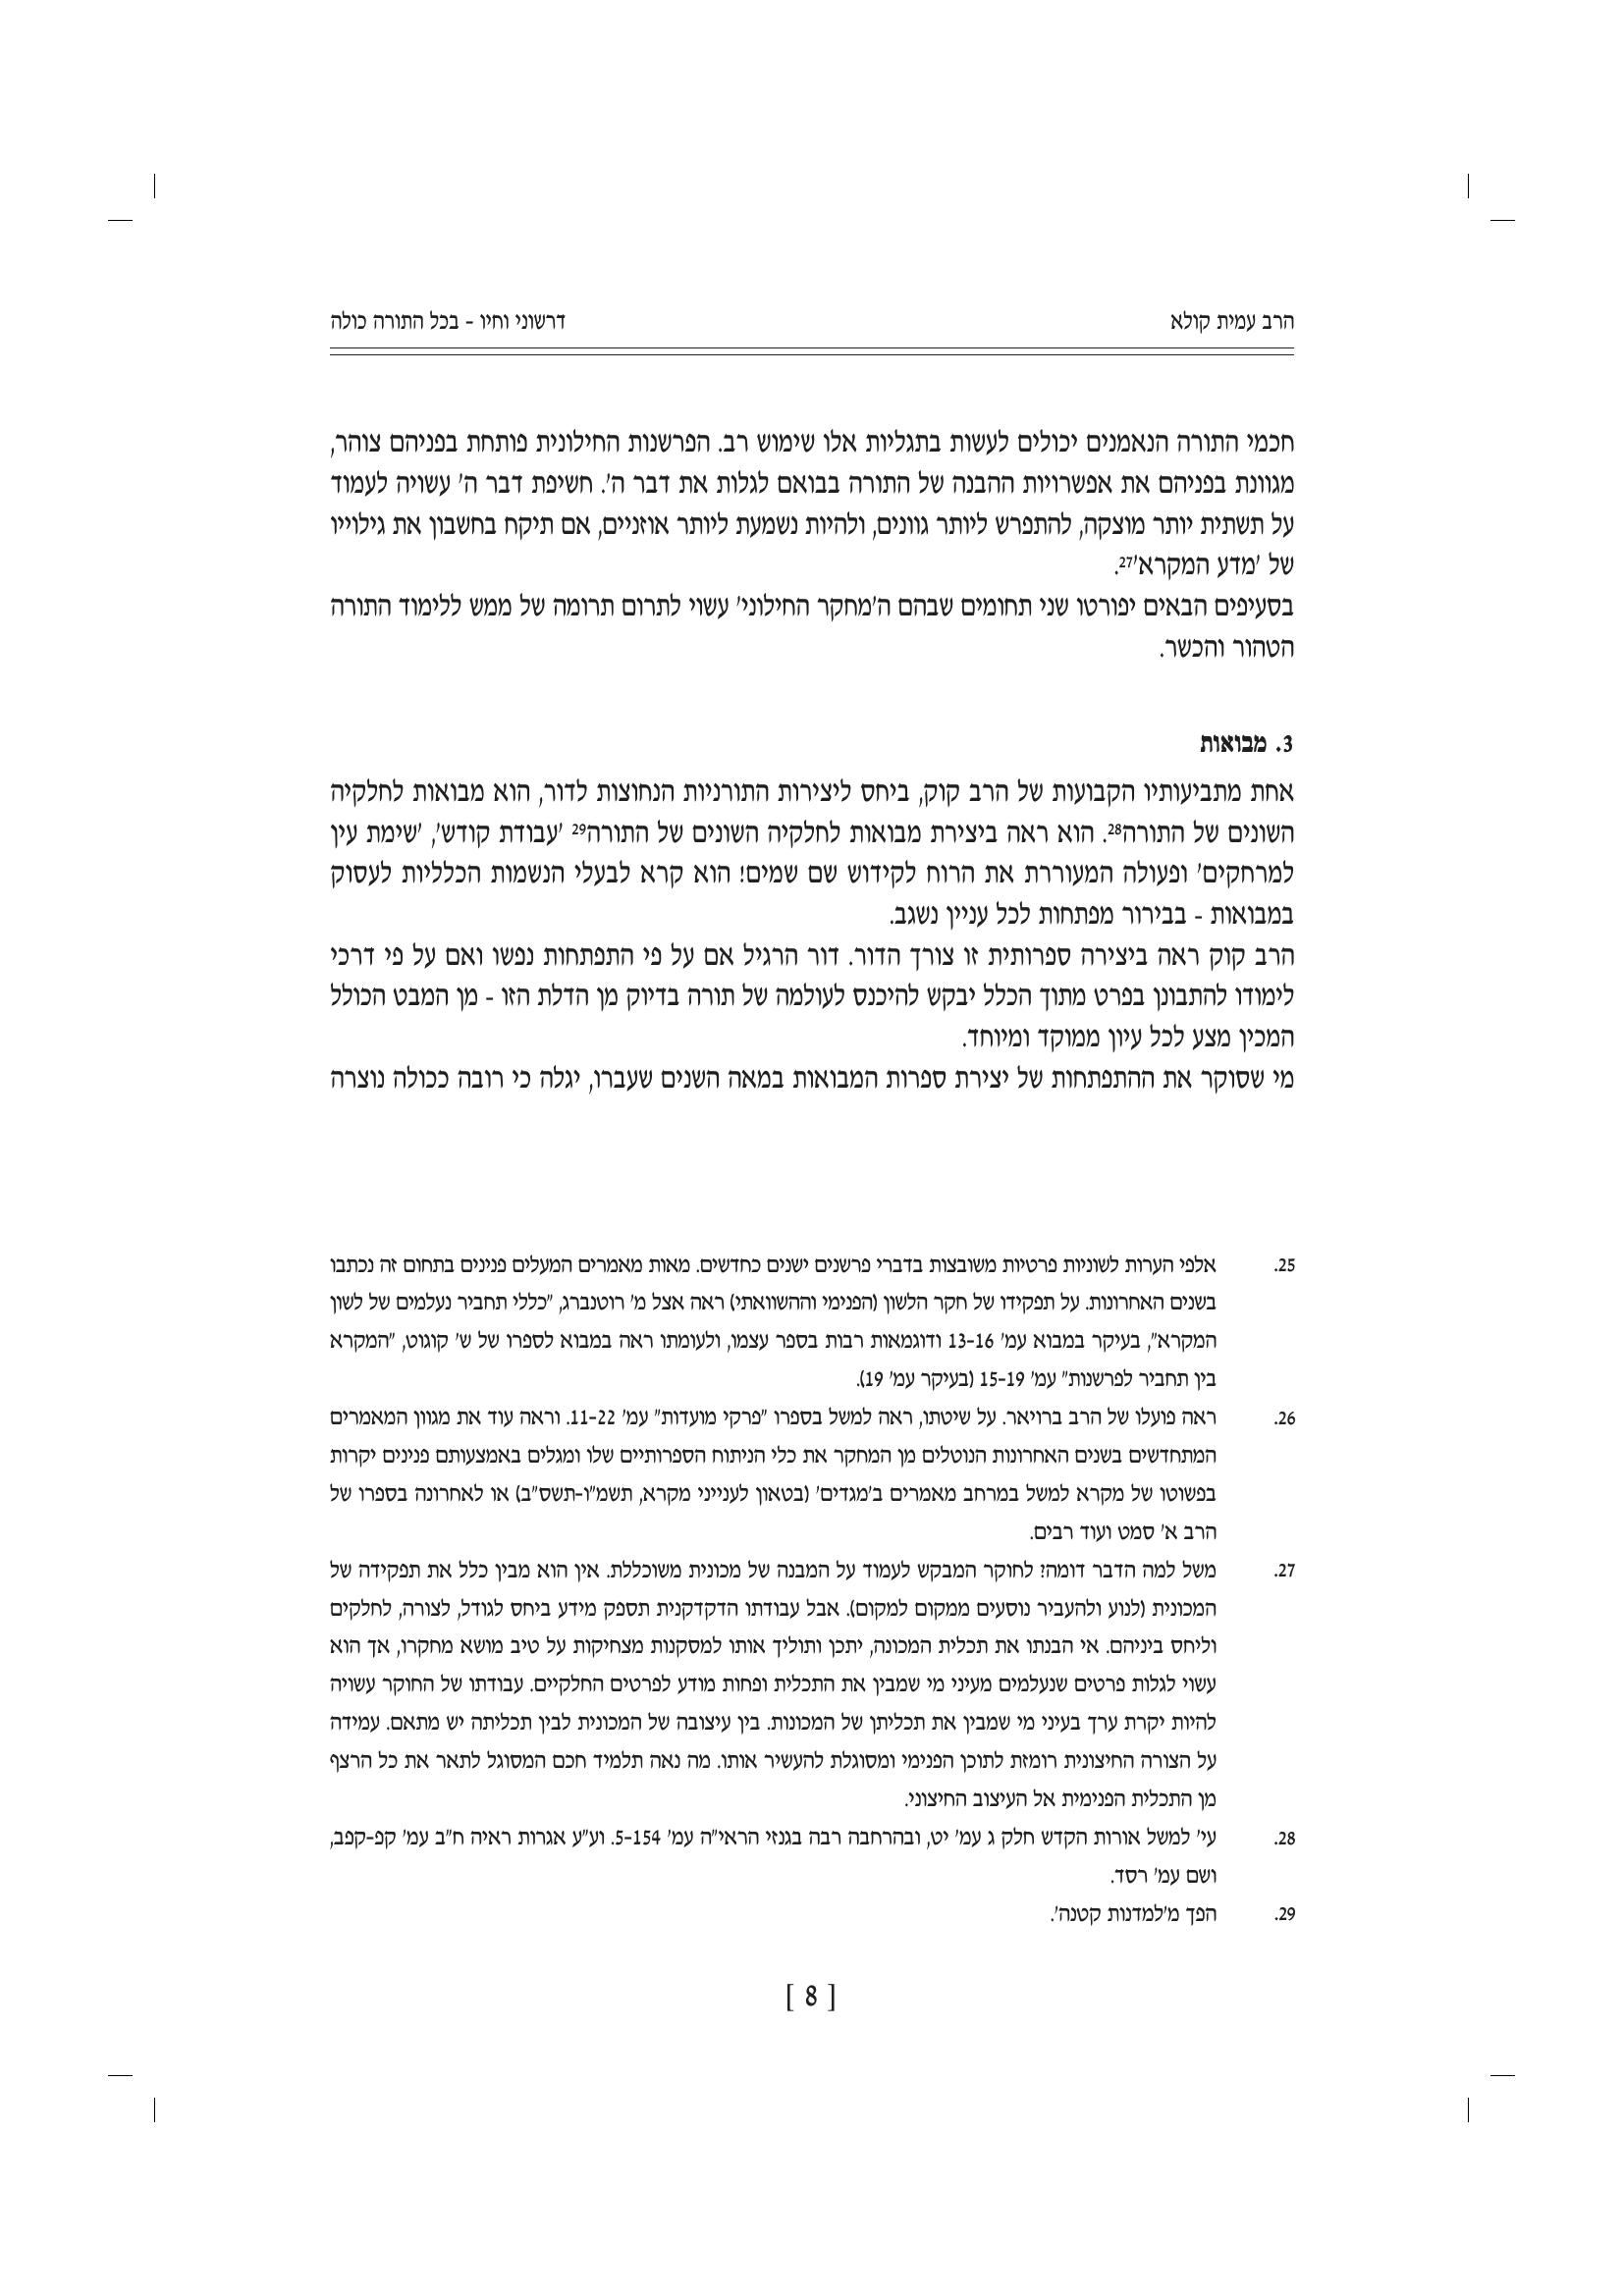 הרב עמית קולא
דרשוני וחיו - בכל התורה כולה
חכמי התורה הנאמנים יכולים לעשות בתגליות אלו שימוש רב. הפרשנות החילונית פותחת בפניהם צוהר,
מגוונת בפניהם את אפשרויות ההבנה של התורה בבואם לגלות את דבר ה'. חשיפת דבר ה' עשויה לעמוד
על תשתית יותר מוצקה, להתפרש ליותר גוונים, ולהיות נשמעת ליותר אוזניים, אם תיקח בחשבון את גילוייו
של 'מדע המקרא'27.
בסעיפים הבאים יפורטו שני תחומים שבהם ה'מחקר החילוני' עשוי לתרום תרומה של ממש ללימוד התורה
הטהור והכשר.
3. מבואות
אחת מתביעותיו הקבועות של הרב קוק, ביחס ליצירות התורניות הנחוצות לדור, הוא מבואות לחלקיה
השונים של התורה28. הוא ראה ביצירת מבואות לחלקיה השונים של התורה29 'עבודת קודש', 'שימת עין
למרחקים' ופעולה המעוררת את הרוח לקידוש שם שמים! הוא קרא לבעלי הנשמות הכלליות לעסוק
במבואות - בבירור מפתחות לכל עניין נשגב.
הרב קוק ראה ביצירה ספרותית זו צורך הדור. דור הרגיל אם על פי התפתחות נפשו ואם על פי דרכי
לימודו להתבונן בפרט מתוך הכלל יבקש להיכנס לעולמה של תורה בדיוק מן הדלת הזו - מן המבט הכולל
המכין מצע לכל עיון ממוקד ומיוחד.
מי שסוקר את ההתפתחות של יצירת ספרות המבואות במאה השנים שעברו, יגלה כי רובה ככולה נוצרה
25. אלפי הערות לשוניות פרטיות משובצות בדברי פרשנים ישנים כחדשים. מאות מאמרים המעלים פנינים בתחום זה נכתבו
בשנים האחרונות. על תפקידו של חקר הלשון (הפנימי וההשוואתי) ראה אצל מ' רוטנברג, "כללי תחביר נעלמים של לשון
המקרא", בעיקר במבוא עמ' 13-16 ודוגמאות רבות בספר עצמו, ולעומתו ראה במבוא לספרו של ש' קוגוט, "המקרא
בין תחביר לפרשנות" עמ' 15-19 (בעיקר עמ' 19).
26. ראה פועלו של הרב ברויאר. על שיטתו, ראה למשל בספרו "פרקי מועדות" עמ' 11-22. וראה עוד את מגוון המאמרים
המתחדשים בשנים האחרונות הנוטלים מן המחקר את כלי הניתוח הספרותיים שלו ומגלים באמצעותם פנינים יקרות
בפשוטו של מקרא למשל במרחב מאמרים ב'מגדים' (בטאון לענייני מקרא, תשמ"ו-תשס"ב) או לאחרונה בספרו של
הרב א' סמט ועוד רבים.
27. משל למה הדבר דומה? לחוקר המבקש לעמוד על המבנה של מכונית משוכללת. אין הוא מבין כלל את תפקידה של
המכונית (לנוע ולהעביר נוסעים ממקום למקום). אבל עבודתו הדקדקנית תספק מידע ביחס לגודל, לצורה, לחלקים
וליחס ביניהם. אי הבנתו את תכלית המכונה, יתכן ותוליך אותו למסקנות מצחיקות על טיב מושא מחקרו, אך הוא
עשוי לגלות פרטים שנעלמים מעיני מי שמבין את התכלית ופחות מודע לפרטים החלקיים. עבודתו של החוקר עשויה
להיות יקרת ערך בעיני מי שמבין את תכליתן של המכונות. בין עיצובה של המכונית לבין תכליתה יש מתאם. עמידה
על הצורה החיצונית רומזת לתוכן הפנימי ומסוגלת להעשיר אותו. מה נאה תלמיד חכם המסוגל לתאר את כל הרצף
מן התכלית הפנימית אל העיצוב החיצוני.
28. עי' למשל אורות הקדש חלק ג עמ' יט, ובהרחבה רבה בגנזי הראי"ה עמ' 5-154. וע"ע אגרות ראיה ח"ב עמ' קפ-קפב,
ושם עמ' רסד.
29. הפך מ'למדנות קטנה'.
[ 8 ]